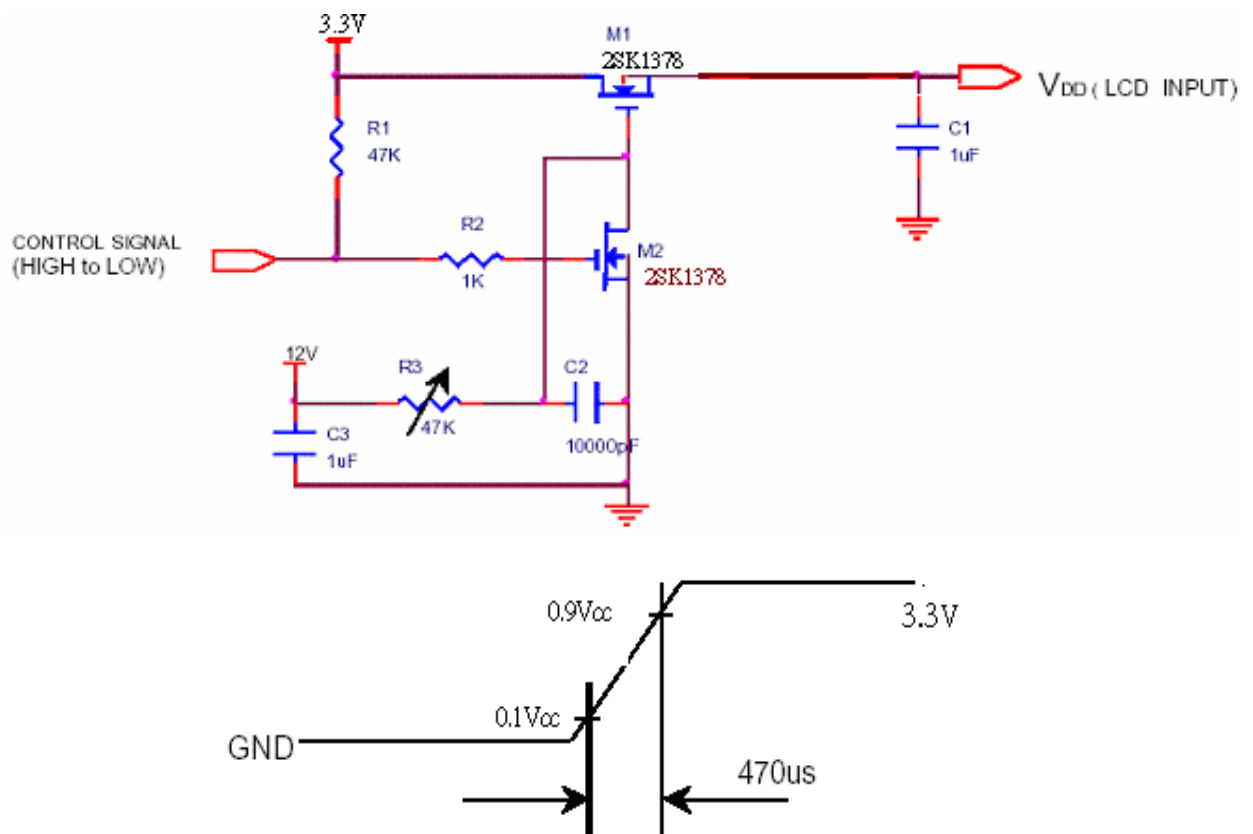 3.3V
M1
2SK1378
VDD ( LCD INPUT)
R1
47K
C1
1uF
R2
1K
CONTROL SIGNAL
(HIGH to LOW)
M2
2SK1378
12V
R3
47K
C2
10000pF
C3
1uF
0.9Vcc
3.3V
0.1Vcc
GND
470us